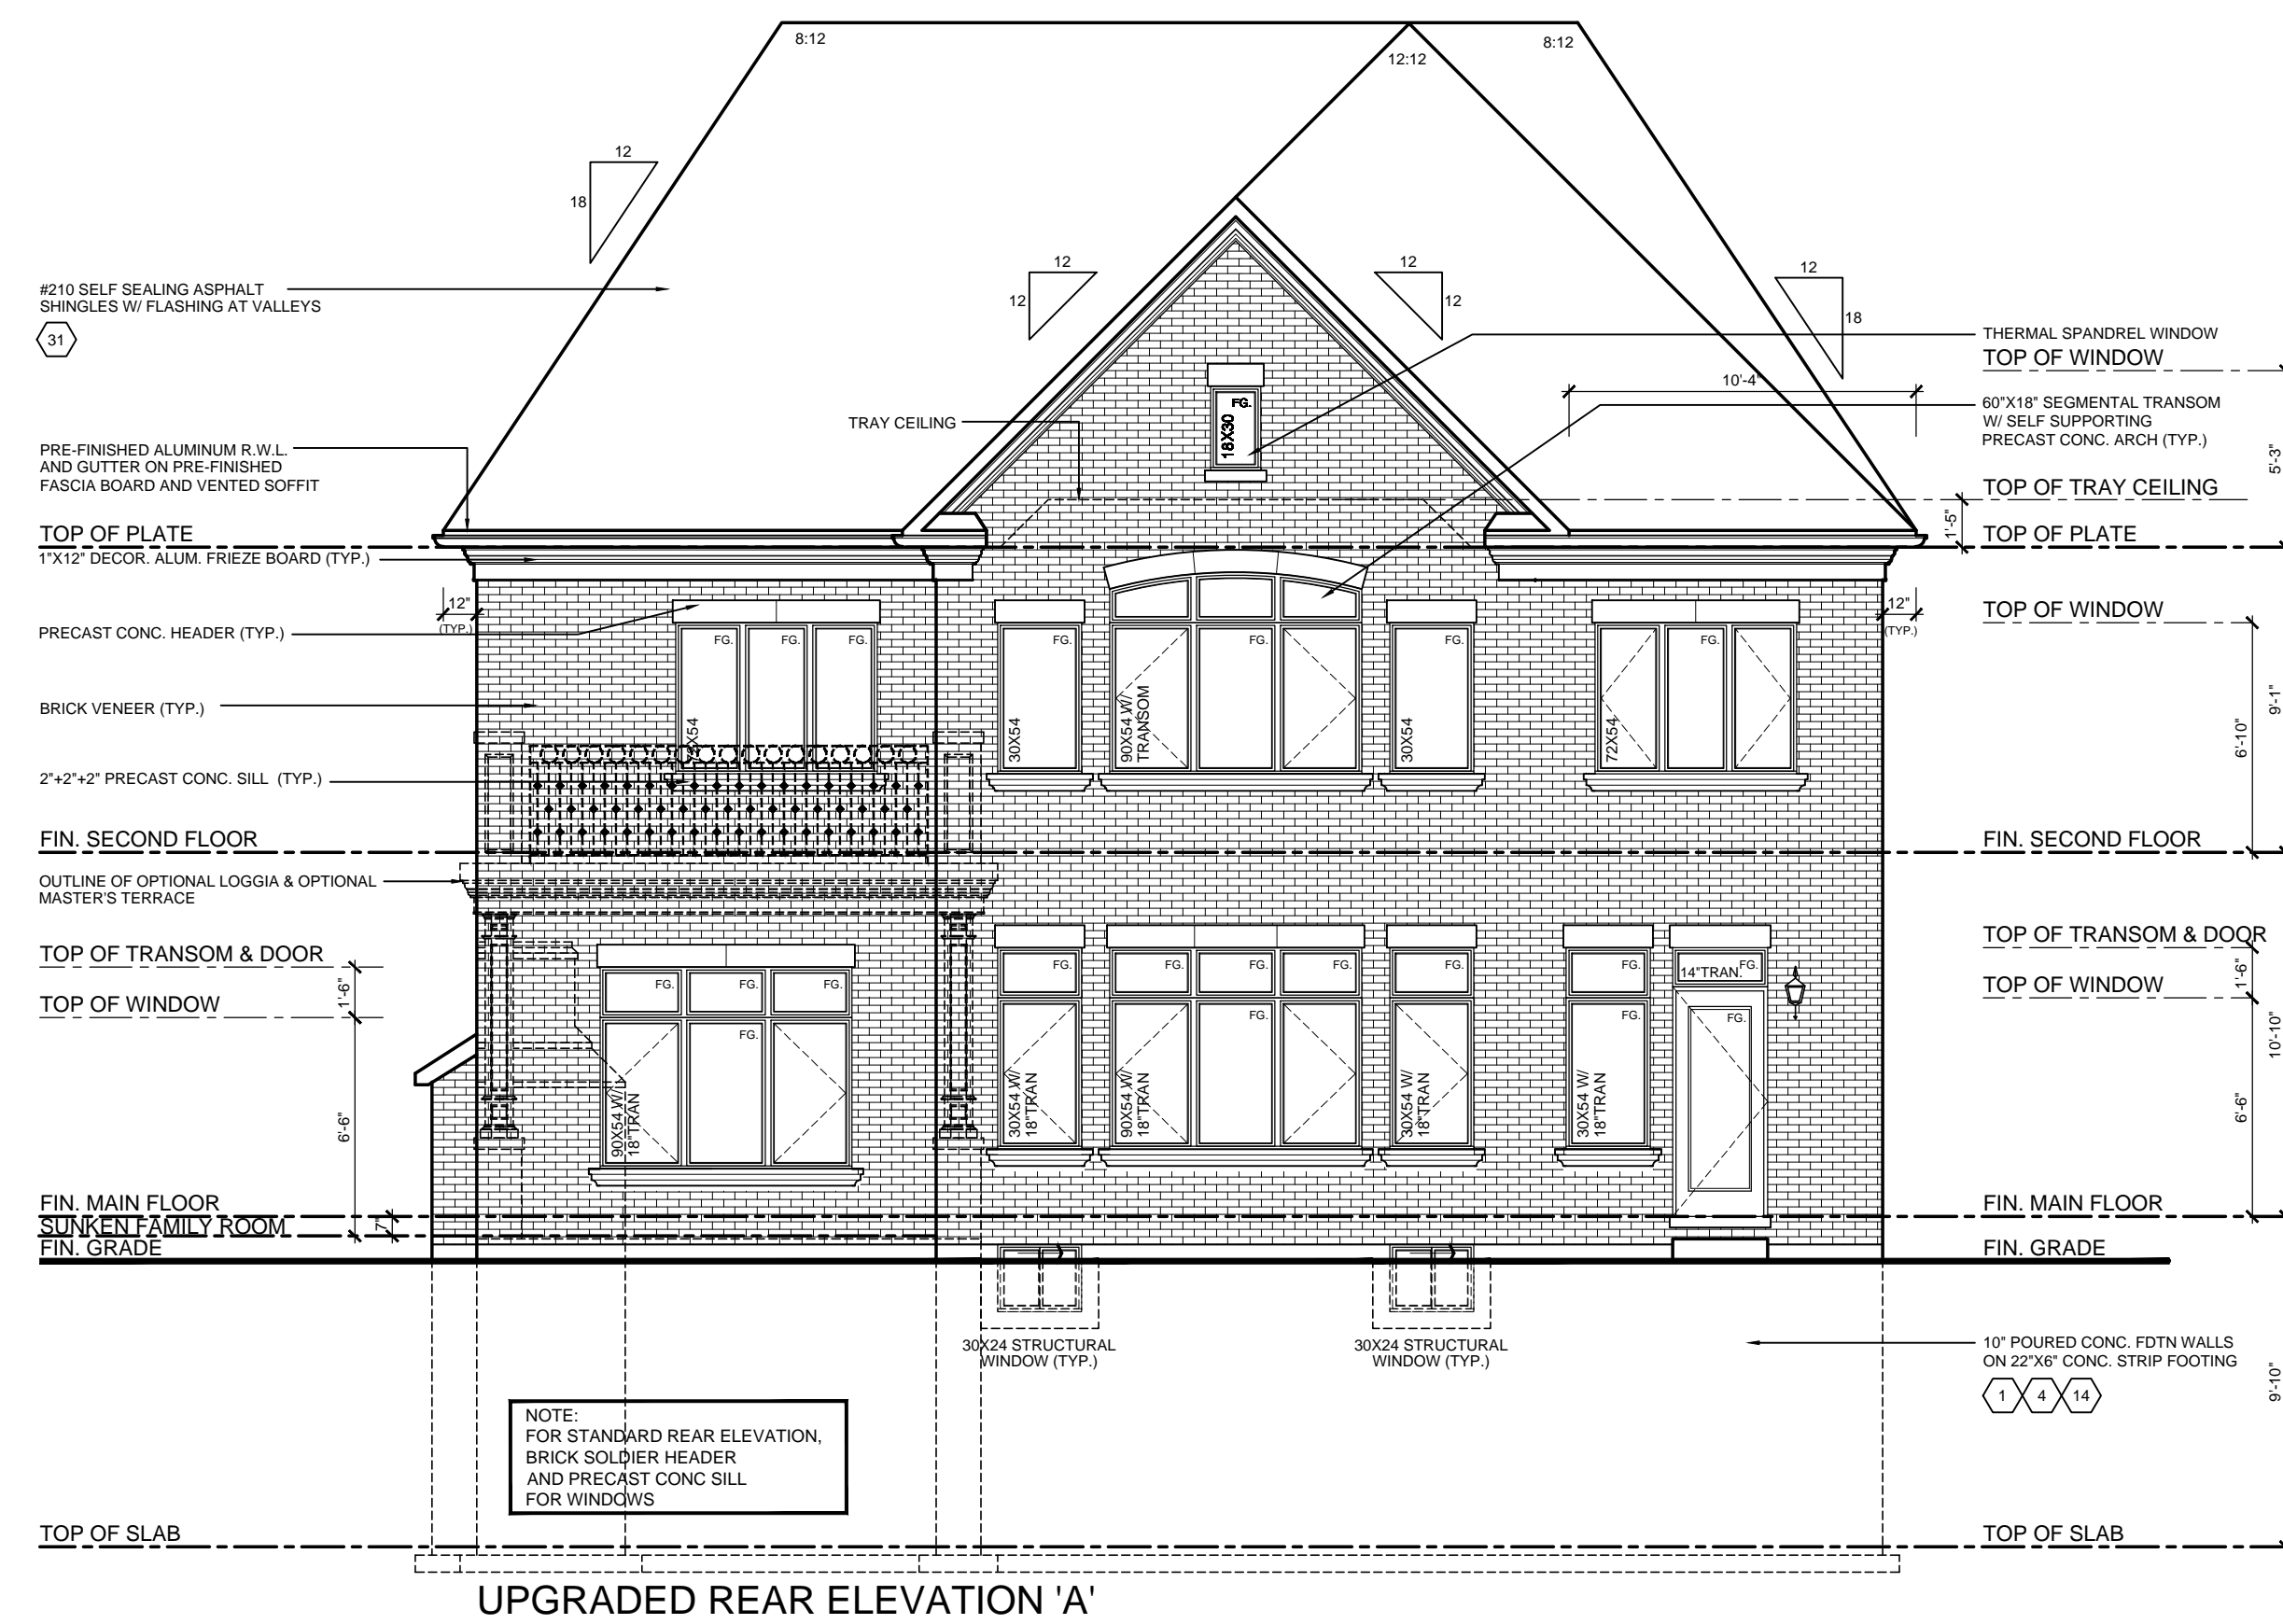 8:12
12:12
8:12
12
18
12
12
12
12
12
18
#210 SELF SEALING ASPHALT
SHINGLES W/ FLASHING AT VALLEYS
31
THERMAL SPANDREL WINDOW
TOP OF WINDOW
10'-4"
60"X18" SEGMENTAL TRANSOM
W/ SELF SUPPORTING
PRECAST CONC. ARCH (TYP.)
5'-3"
FG.
18X30
TRAY CEILING
PRE-FINISHED ALUMINUM R.W.L.
AND GUTTER ON PRE-FINISHED
FASCIA BOARD AND VENTED SOFFIT
TOP OF TRAY CEILING
1'-5"
TOP OF PLATE
TOP OF PLATE
1"X12" DECOR. ALUM. FRIEZE BOARD (TYP.)
12"
(TYP.)
12"
(TYP.)
TOP OF WINDOW
PRECAST CONC. HEADER (TYP.)
FG.
FG.
FG.
FG.
FG.
FG.
FG.
BRICK VENEER (TYP.)
30X54
90X54 W/
TRANSOM
30X54
72X54
6'-10"
9'-1"
2"+2"+2" PRECAST CONC. SILL (TYP.)
FIN. SECOND FLOOR
FIN. SECOND FLOOR
OUTLINE OF OPTIONAL LOGGIA & OPTIONAL
MASTER'S TERRACE
TOP OF TRANSOM & DOOR
TOP OF TRANSOM & DOOR
1'-6"
1'-6"
TOP OF WINDOW
TOP OF WINDOW
FG.
FG.
FG.
FG.
FG.
FG.
FG.
FG.
FG.
FG.
FG.
FG.
14"TRAN.
FG.
FG.
10'-10"
6'-6"
6'-6"
90X54 W/
18"TRAN
30X54 W/
18"TRAN
90X54 W/
18"TRAN
30X54 W/
18"TRAN
30X54 W/
18"TRAN
FIN. MAIN FLOOR
FIN. MAIN FLOOR
SUNKEN FAMILY ROOM
7"
FIN. GRADE
FIN. GRADE
30X24 STRUCTURAL
WINDOW (TYP.)
30X24 STRUCTURAL
WINDOW (TYP.)
10" POURED CONC. FDTN WALLS
ON 22"X6" CONC. STRIP FOOTING
1 4 14
9'-10"
NOTE:
FOR STANDARD REAR ELEVATION,
BRICK SOLDIER HEADER
AND PRECAST CONC SILL
FOR WINDOWS
TOP OF SLAB
TOP OF SLAB
UPGRADED REAR ELEVATION 'A'